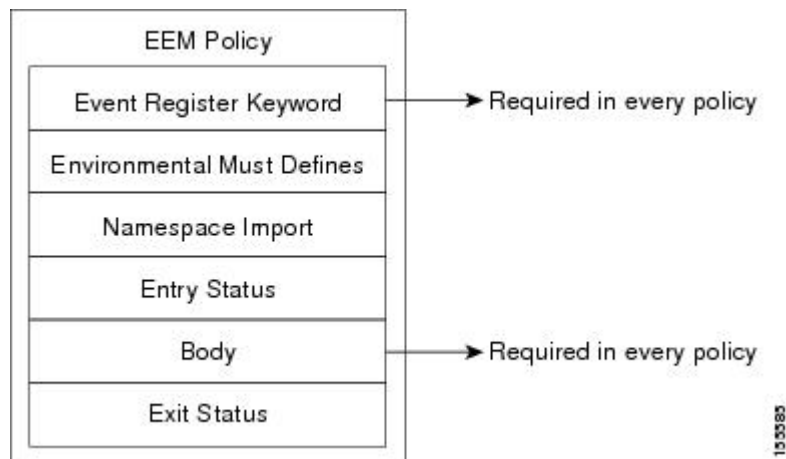 EEM Policy
Event Register Keyword
Required in every policy
Environmental Must Defines
Namespace Import
Entry Status
Body
Required in every policy
Exit Status
155585